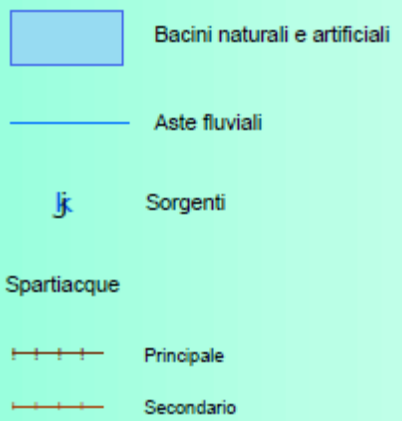 Bacini naturali e artificiali
Aste fluviali
Sorgenti
Spartiacque
Principale
Secondario